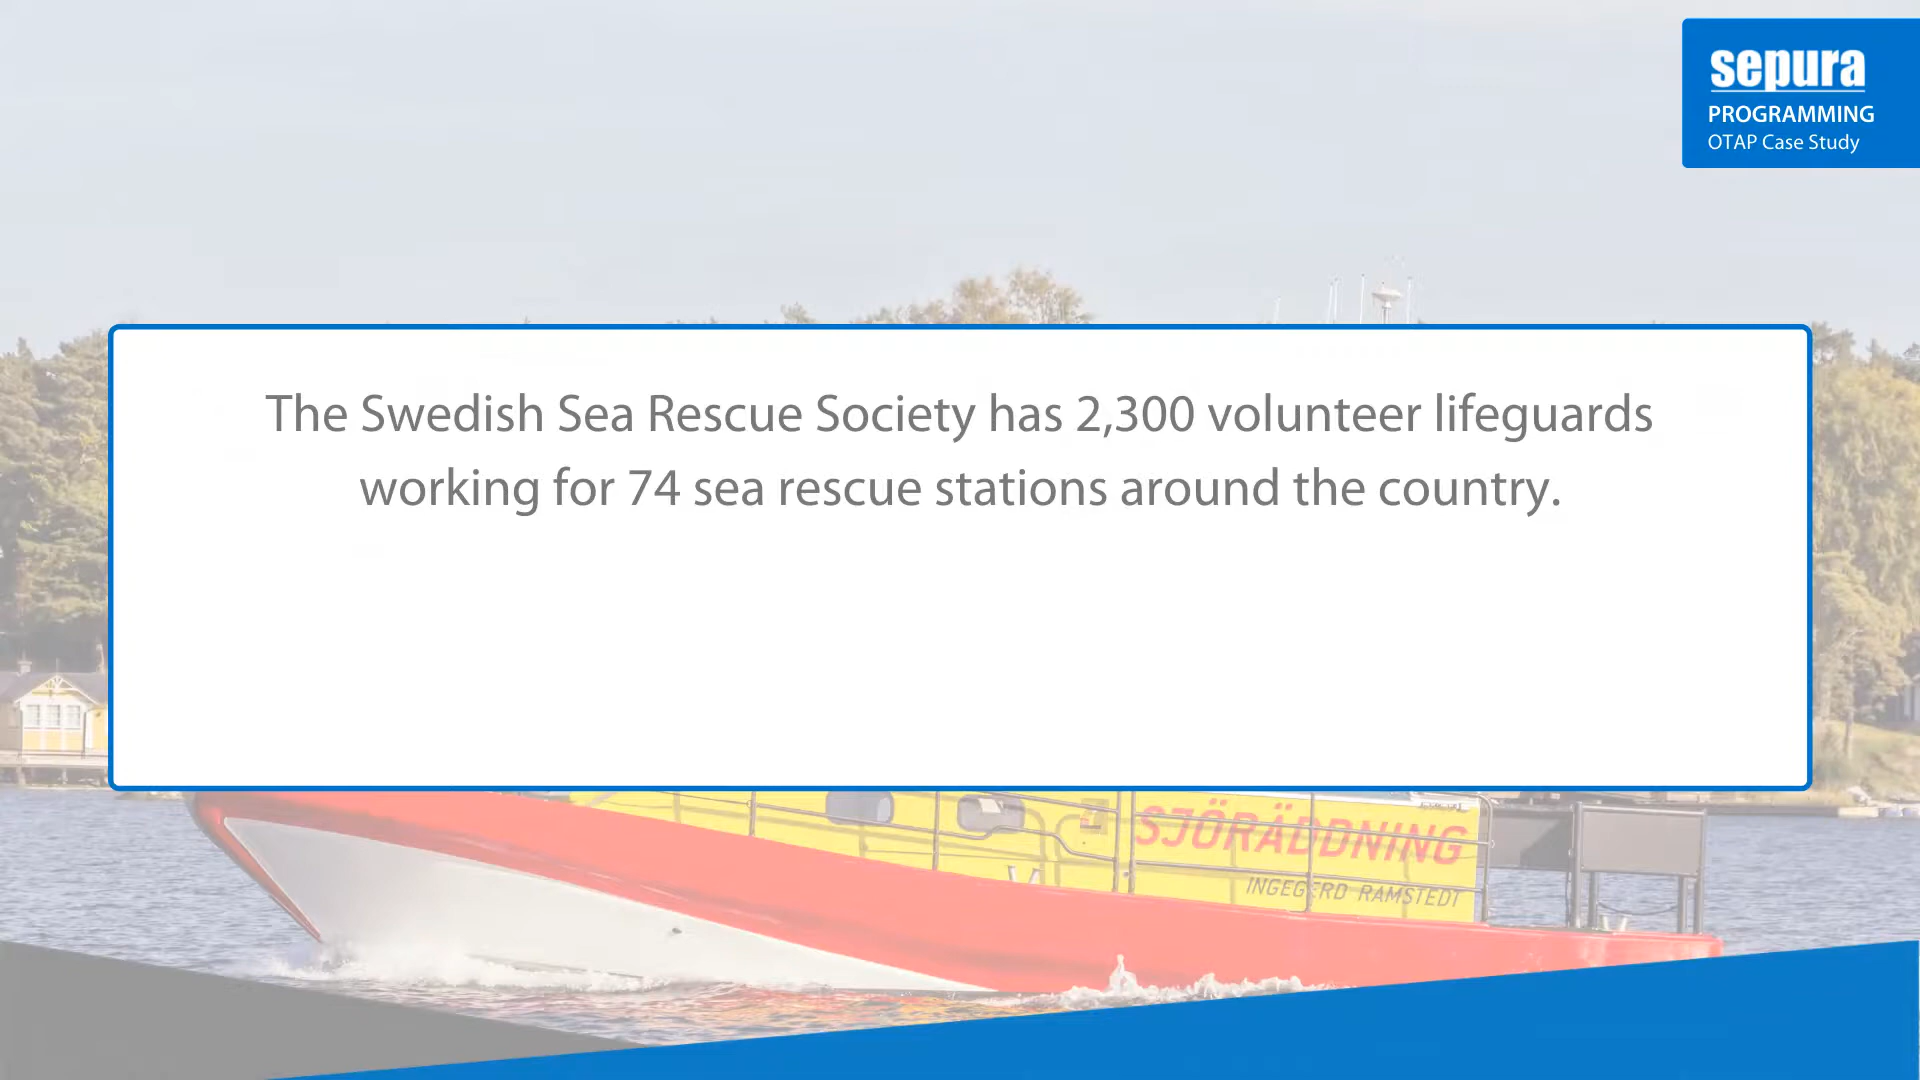 sepura
PROGRAMMING
OTAP Case Study
The Swedish Sea Rescue Society has 2,300 volunteer lifeguards
working for 74 sea rescue stations around the country.
SJÖRÄDDNING
INGEGERD RAMSTEDT